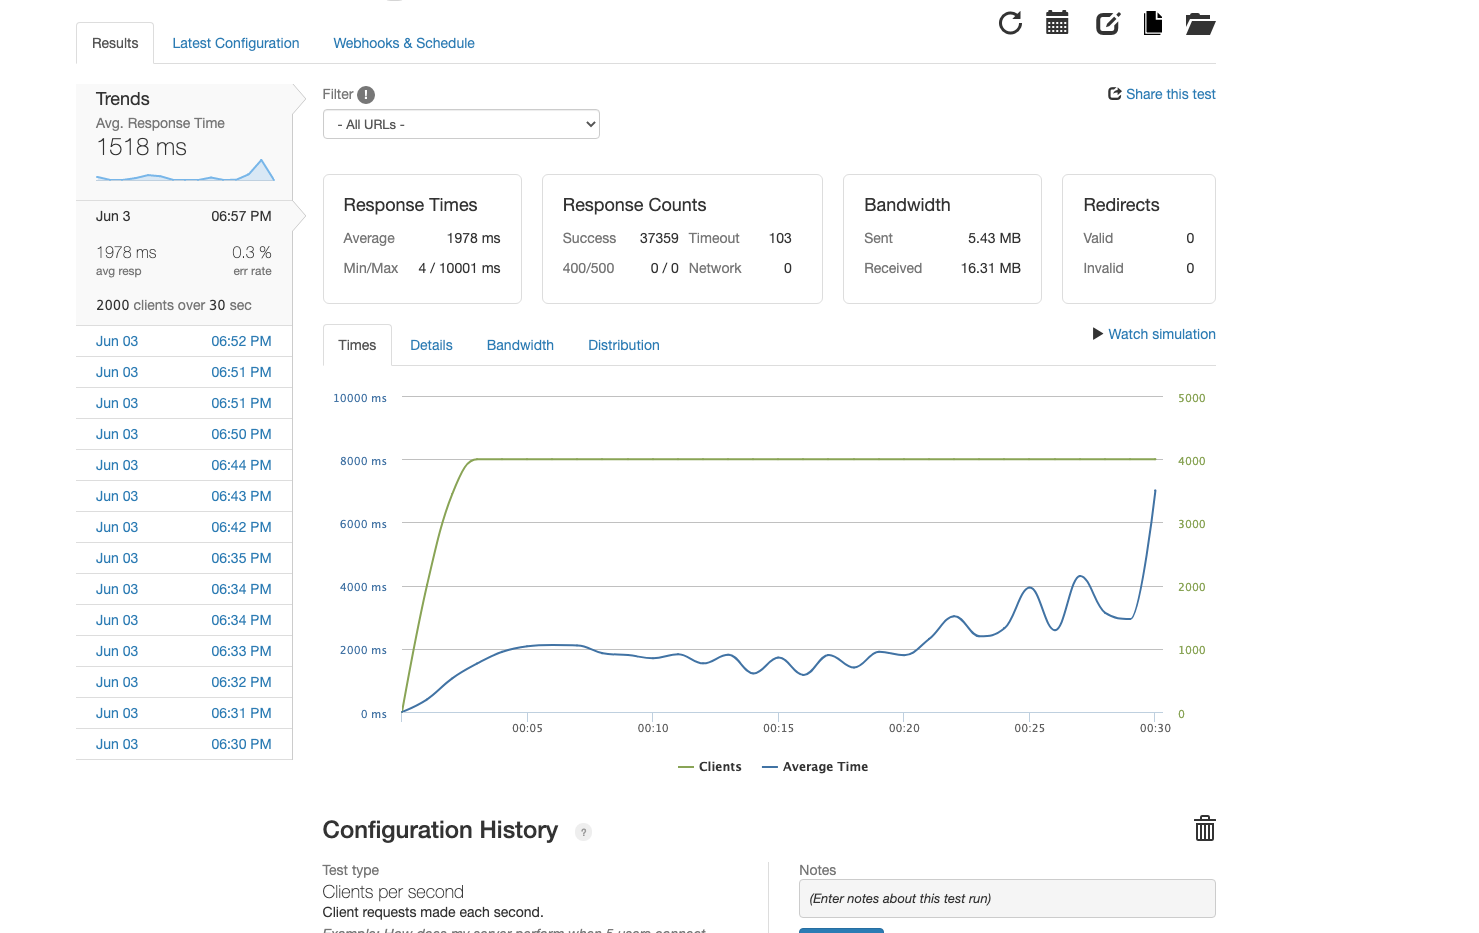 Results Latest Configuration Webhooks & Schedule
Trends
Avg. Response Time
1518 ms
Jun 3 06:57 PM
1978 ms 0.3 %
avg resp err rate
2000 clients over 30 sec
Jun 03 06:52 PM
Jun 03 06:51 PM
Jun 03 06:51 PM
Jun 03 06:50 PM
Jun 03 06:44 PM
Jun 03 06:43 PM
Jun 03 06:42 PM
Jun 03 06:35 PM
Jun 03 06:34 PM
Jun 03 06:34 PM
Jun 03 06:33 PM
Jun 03 06:32 PM
Jun 03 06:31 PM
Jun 03 06:30 PM
Filter !
Share this test
- All URLs -
Response Times
Average 1978 ms
Min/Max 4 / 10001 ms
Response Counts
Success 37359 Timeout 103
400/500 0 / 0 Network 0
Bandwidth
Sent 5.43 MB
Received 16.31 MB
Redirects
Valid 0
Invalid 0
Times Details Bandwidth Distribution
Watch simulation
10000 ms 5000
8000 ms 4000
6000 ms 3000
4000 ms 2000
2000 ms 1000
0 ms 0
00:05 00:10 00:15 00:20 00:25 00:30
Clients Average Time
Configuration History ?
Test type
Clients per second
Client requests made each second.
Example: How does my server perform when 5 users connect
Notes
(Enter notes about this test run)